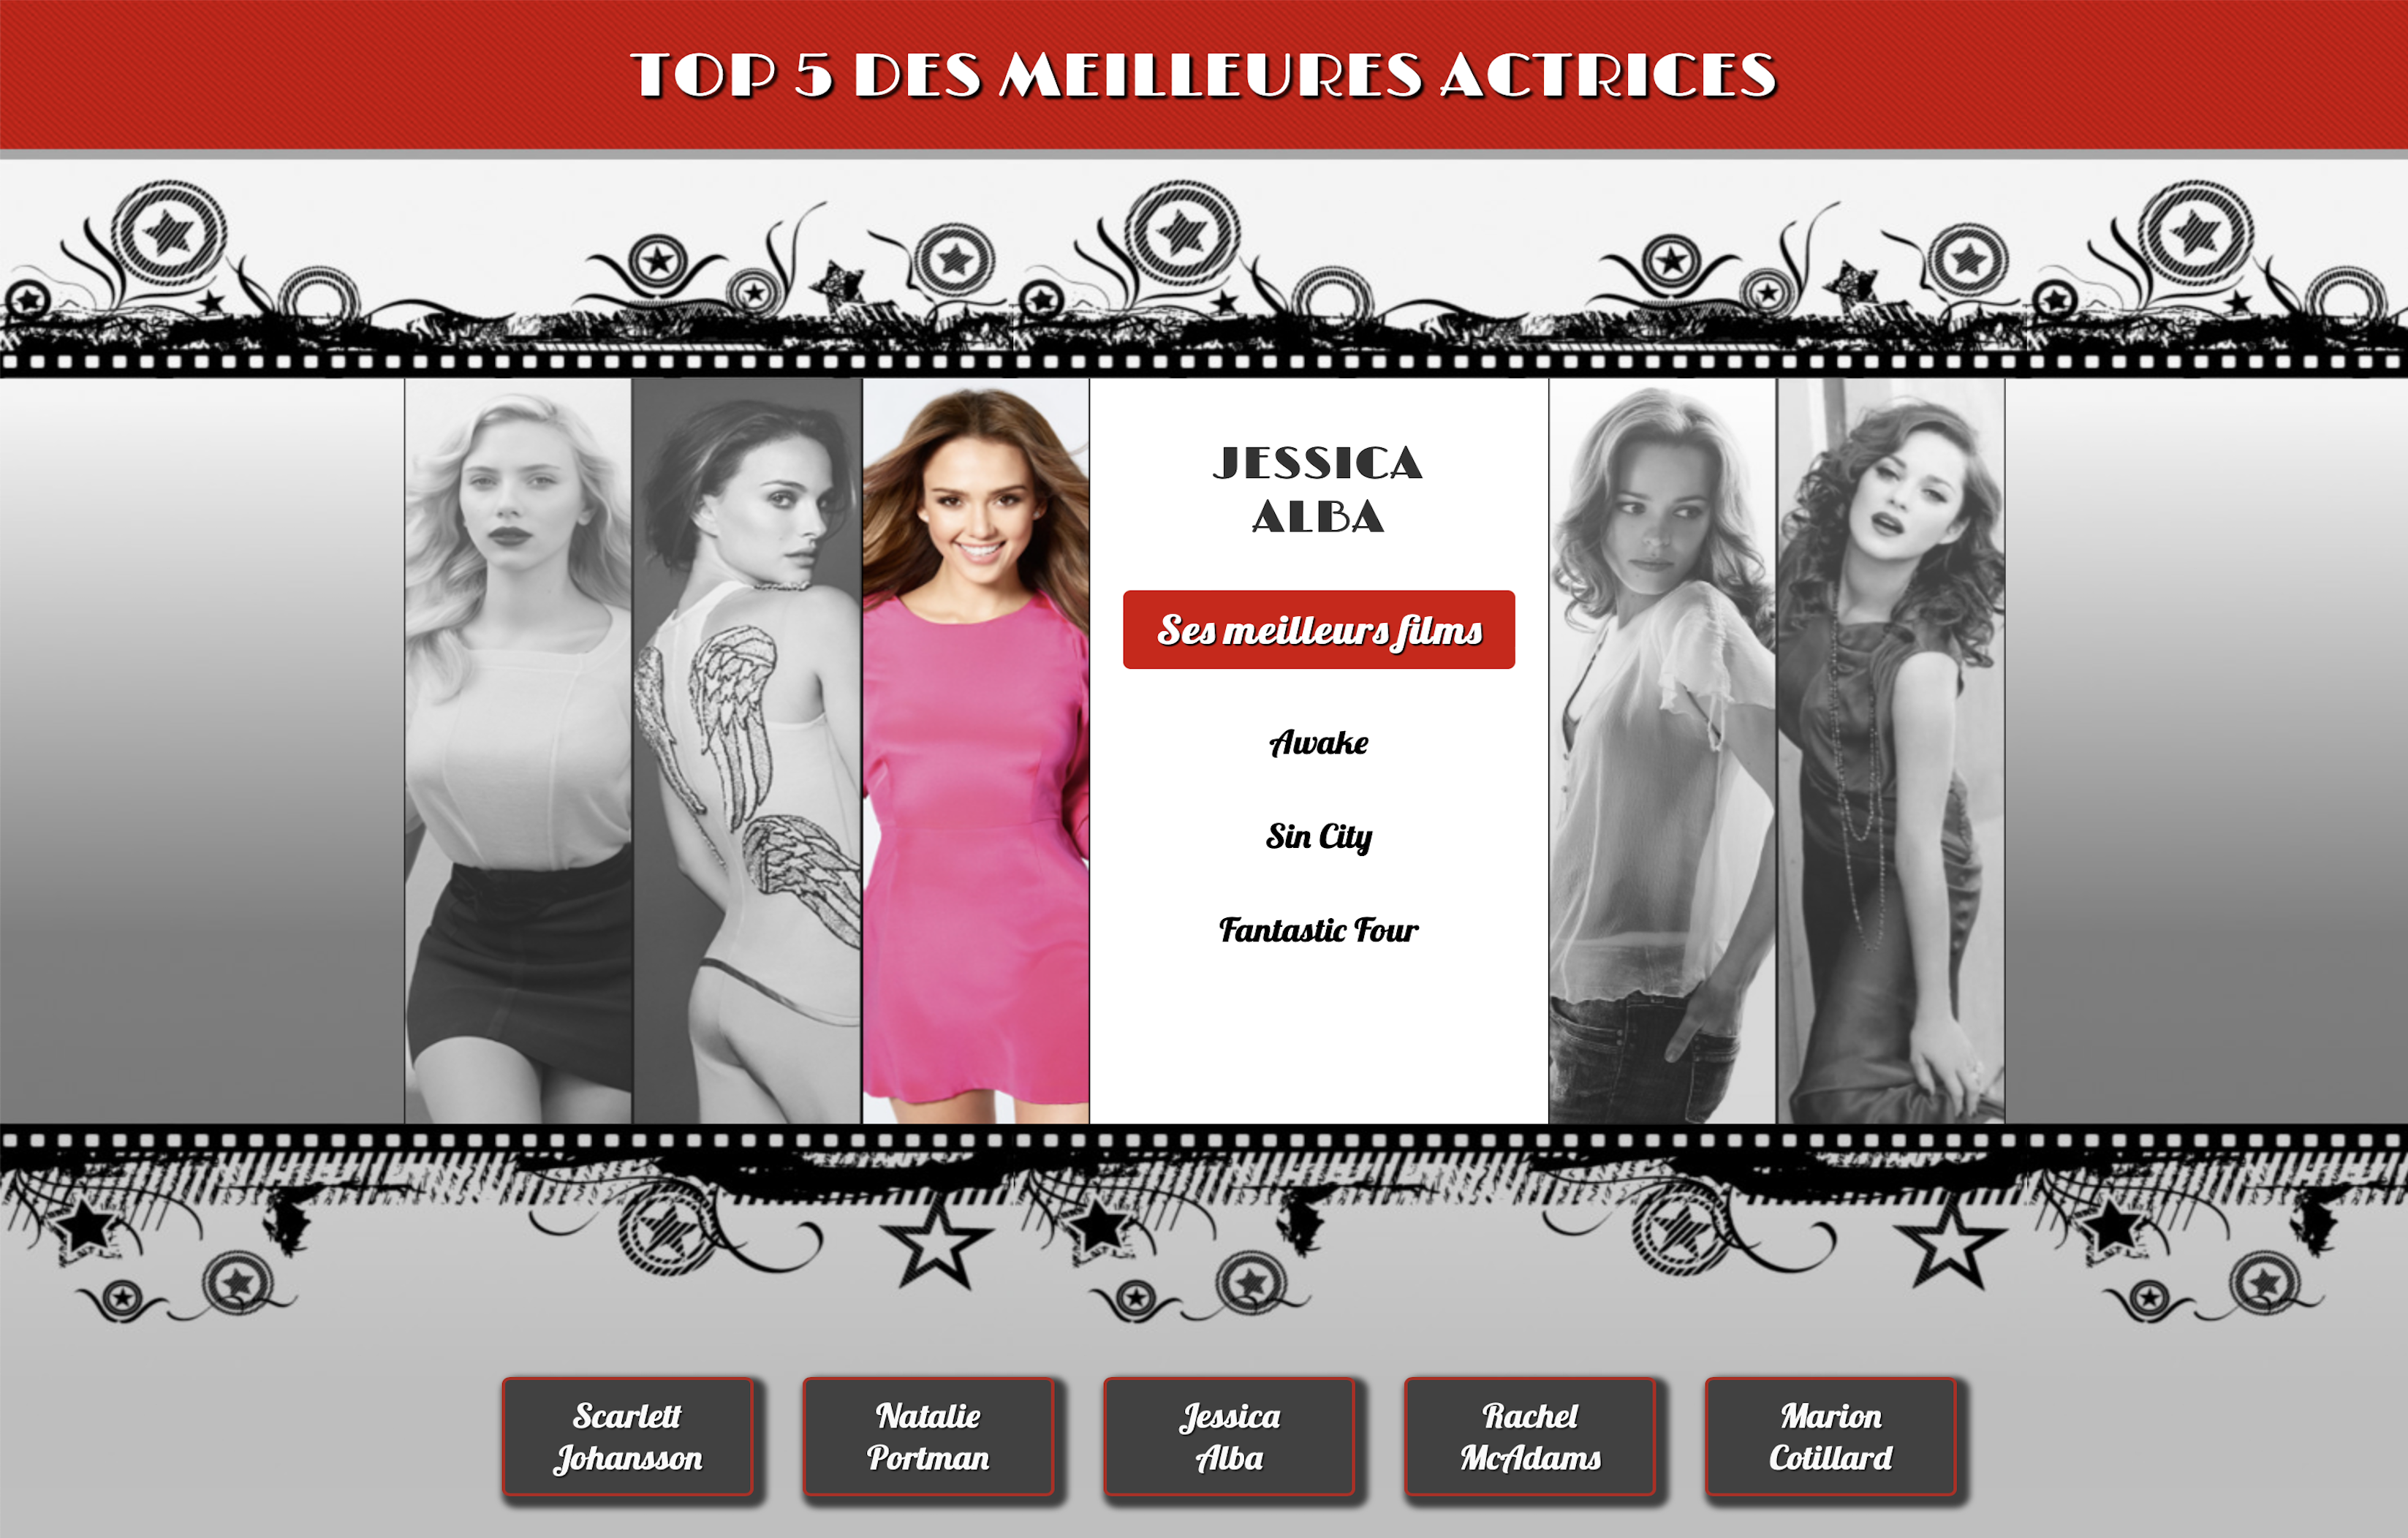 TOP 5 DES MEILLEURES ACTRICES
JESSICA
ALBA
Ses meilleurs films
Awake
Sin City
Fantastic Four
Scarlett
Johansson
Natalie
Portman
Jessica
Alba
Rachel
McAdams
Marion
Cotillard